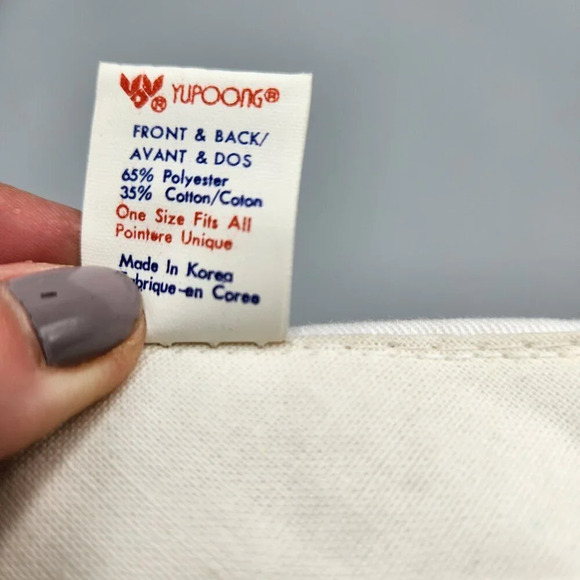 YUPOONG®
FRONT & BACK/
AVANT & DOS
65% Polyester
35% Cotton/Coton
One Size Fits All
Pointure Unique
Made In Korea
Fabrique-en Coree